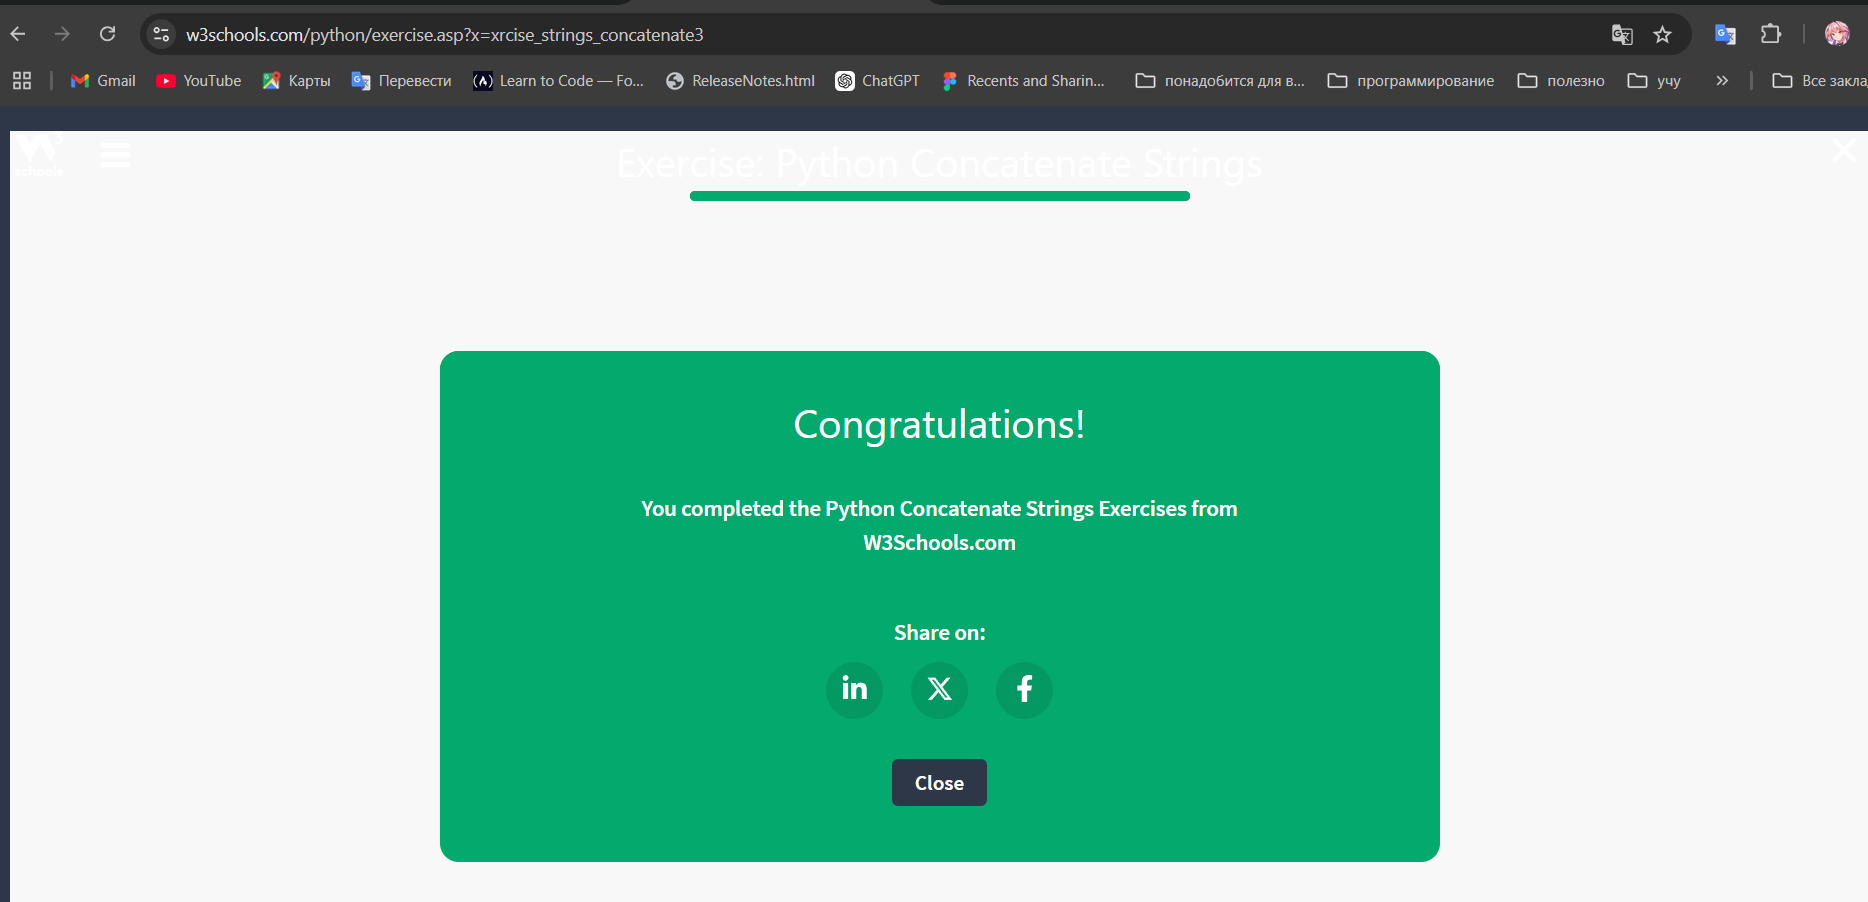 w3schools.com/python/exercise.asp?x=xrcise_strings_concatenate3
Gmail YouTube Карты Перевести Learn to Code — Fo... ReleaseNotes.html ChatGPT Recents and Sharin... понадобится для в... программирование полезно учу Все закла
W3 schools
Exercise: Python Concatenate Strings
Congratulations!
You completed the Python Concatenate Strings Exercises from
W3Schools.com
Share on:
Close